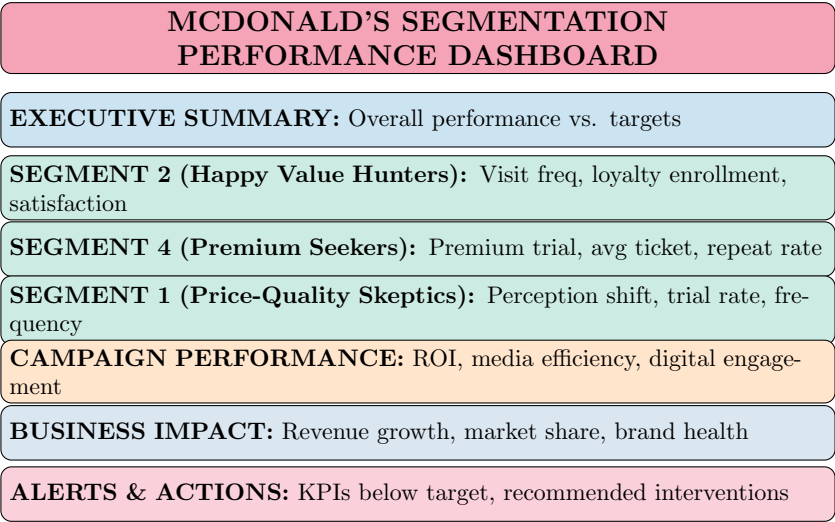 MCDONALD'S SEGMENTATION
PERFORMANCE DASHBOARD
EXECUTIVE SUMMARY: Overall performance vs. targets
SEGMENT 2 (Happy Value Hunters): Visit freq, loyalty enrollment,
satisfaction
SEGMENT 4 (Premium Seekers): Premium trial, avg ticket, repeat rate
SEGMENT 1 (Price-Quality Skeptics): Perception shift, trial rate, fre-
quency
CAMPAIGN PERFORMANCE: ROI, media efficiency, digital engage-
ment
BUSINESS IMPACT: Revenue growth, market share, brand health
ALERTS & ACTIONS: KPIs below target, recommended interventions